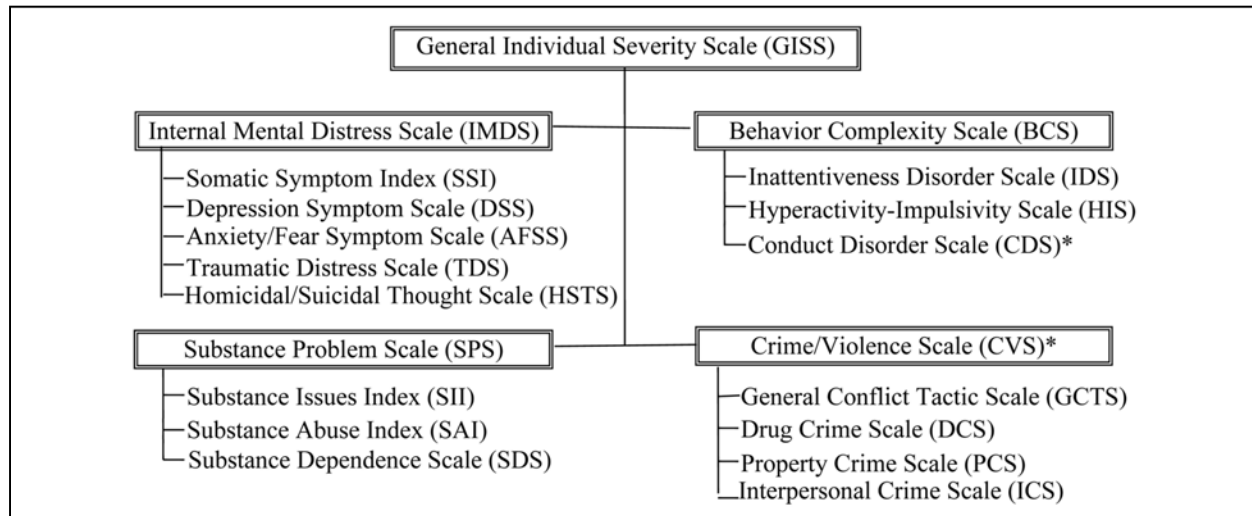 General Individual Severity Scale (GISS)
Internal Mental Distress Scale (IMDS)
Somatic Symptom Index (SSI)
Depression Symptom Scale (DSS)
Anxiety/Fear Symptom Scale (AFSS)
Traumatic Distress Scale (TDS)
Homicidal/Suicidal Thought Scale (HSTS)
Behavior Complexity Scale (BCS)
Inattentiveness Disorder Scale (IDS)
Hyperactivity-Impulsivity Scale (HIS)
Conduct Disorder Scale (CDS)*
Substance Problem Scale (SPS)
Substance Issues Index (SII)
Substance Abuse Index (SAI)
Substance Dependence Scale (SDS)
Crime/Violence Scale (CVS)*
General Conflict Tactic Scale (GCTS)
Drug Crime Scale (DCS)
Property Crime Scale (PCS)
Interpersonal Crime Scale (ICS)